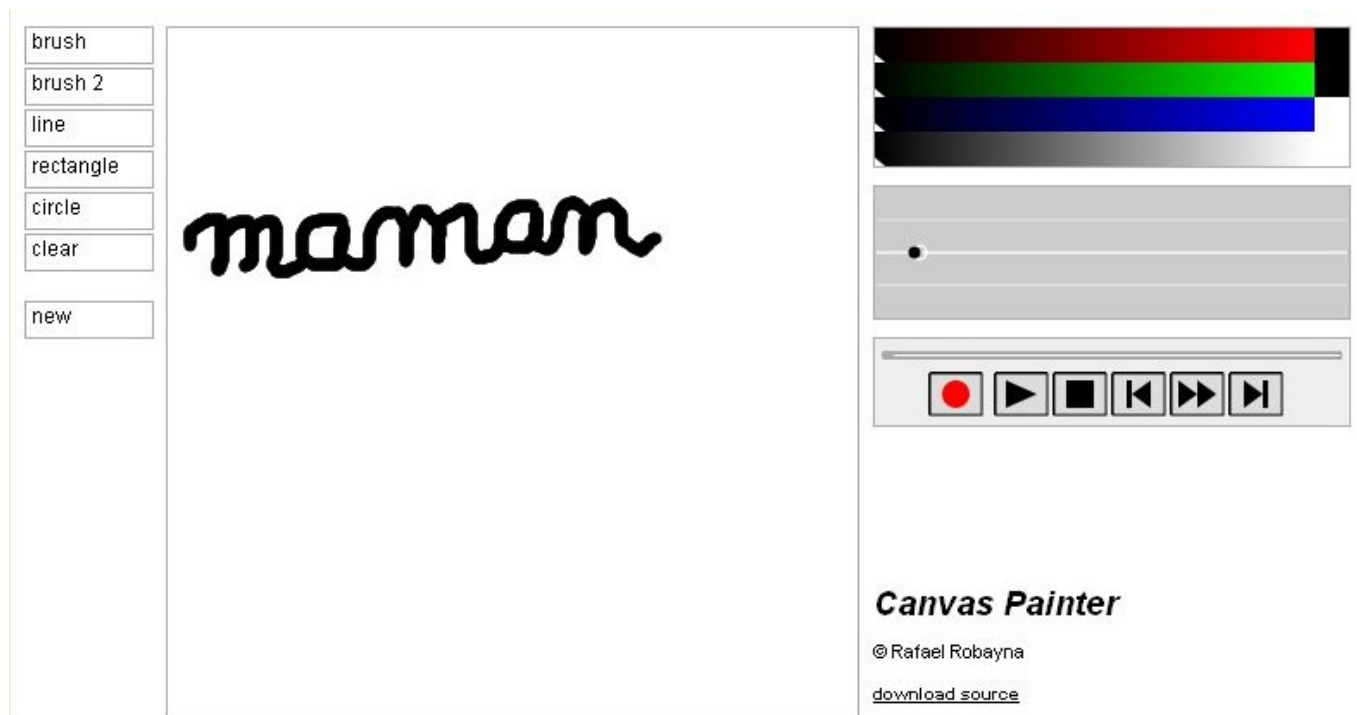 brush
brush 2
line
rectangle
circle
clear
new
maman
Canvas Painter
© Rafael Robayna
download source